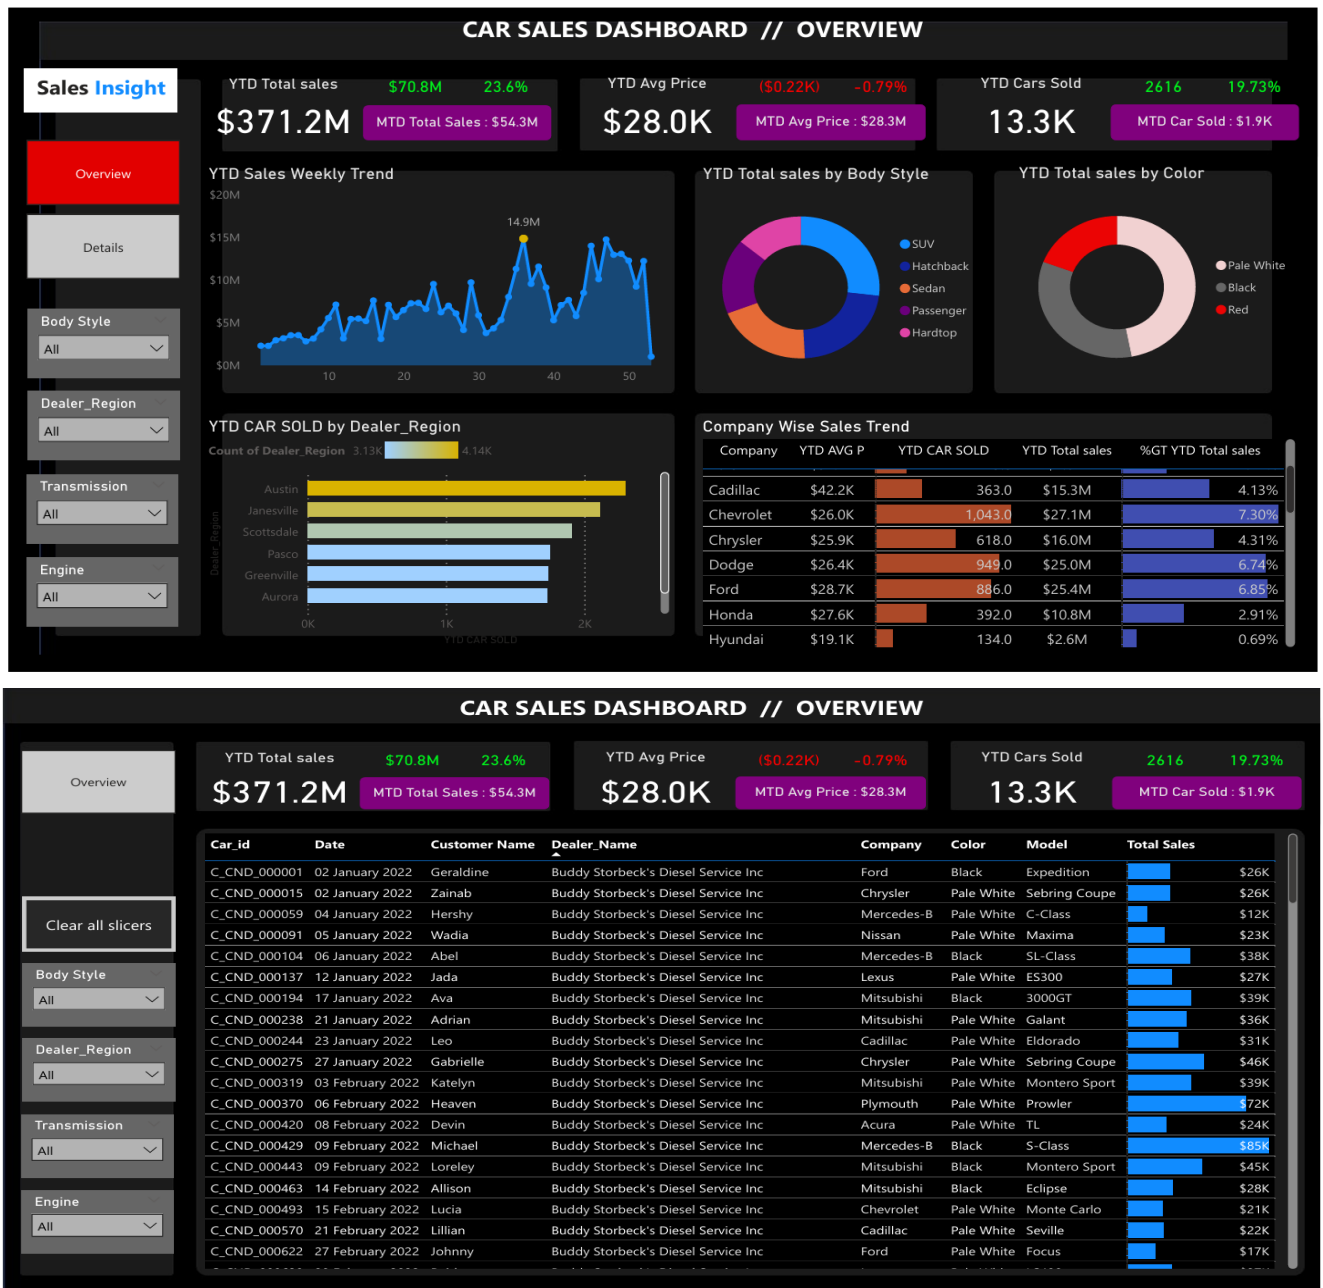 CAR SALES DASHBOARD // OVERVIEW
Sales Insight
YTD Total sales $70.8M 23.6%
$371.2M MTD Total Sales : $54.3M
YTD Avg Price ($0.22K) -0.79%
$28.0K MTD Avg Price : $28.3M
YTD Cars Sold 2616 19.73%
13.3K MTD Car Sold : $1.9K
Overview
Details
Body Style
All
Dealer_Region
All
Transmission
All
Engine
All
YTD Sales Weekly Trend
$20M
$15M
$10M
$5M
$0M
14.9M
10 20 30 40 50
YTD Total sales by Body Style
SUV
Hatchback
Sedan
Passenger
Hardtop
YTD Total sales by Color
Pale White
Black
Red
YTD CAR SOLD by Dealer_Region
Count of Dealer_Region 3.13K 4.14K
Dealer_Region
Austin
Janesville
Scottsdale
Pasco
Greenville
Aurora
0K 1K 2K
YTD CAR SOLD
Company Wise Sales Trend
Company YTD AVG P YTD CAR SOLD YTD Total sales %GT YTD Total sales
Cadillac $42.2K 363.0 $15.3M 4.13%
Chevrolet $26.0K 1,043.0 $27.1M 7.30%
Chrysler $25.9K 618.0 $16.0M 4.31%
Dodge $26.4K 949.0 $25.0M 6.74%
Ford $28.7K 886.0 $25.4M 6.85%
Honda $27.6K 392.0 $10.8M 2.91%
Hyundai $19.1K 134.0 $2.6M 0.69%
CAR SALES DASHBOARD // OVERVIEW
YTD Total sales $70.8M 23.6%
$371.2M MTD Total Sales : $54.3M
YTD Avg Price ($0.22K) -0.79%
$28.0K MTD Avg Price : $28.3M
YTD Cars Sold 2616 19.73%
13.3K MTD Car Sold : $1.9K
Overview
Clear all slicers
Body Style
All
Dealer_Region
All
Transmission
All
Engine
All
Car_id Date Customer Name Dealer_Name Company Color Model Total Sales
C_CND_000001 02 January 2022 Geraldine Buddy Storbeck's Diesel Service Inc Ford Black Expedition $26K
C_CND_000015 02 January 2022 Zainab Buddy Storbeck's Diesel Service Inc Chrysler Pale White Sebring Coupe $26K
C_CND_000059 04 January 2022 Hershy Buddy Storbeck's Diesel Service Inc Mercedes-B Pale White C-Class $12K
C_CND_000091 05 January 2022 Wadia Buddy Storbeck's Diesel Service Inc Nissan Pale White Maxima $23K
C_CND_000104 06 January 2022 Abel Buddy Storbeck's Diesel Service Inc Mercedes-B Black SL-Class $38K
C_CND_000137 12 January 2022 Jada Buddy Storbeck's Diesel Service Inc Lexus Pale White ES300 $27K
C_CND_000194 17 January 2022 Ava Buddy Storbeck's Diesel Service Inc Mitsubishi Black 3000GT $39K
C_CND_000238 21 January 2022 Adrian Buddy Storbeck's Diesel Service Inc Mitsubishi Pale White Galant $36K
C_CND_000244 23 January 2022 Leo Buddy Storbeck's Diesel Service Inc Cadillac Pale White Eldorado $31K
C_CND_000275 27 January 2022 Gabrielle Buddy Storbeck's Diesel Service Inc Chrysler Pale White Sebring Coupe $46K
C_CND_000319 03 February 2022 Katelyn Buddy Storbeck's Diesel Service Inc Mitsubishi Pale White Montero Sport $39K
C_CND_000370 06 February 2022 Heaven Buddy Storbeck's Diesel Service Inc Plymouth Pale White Prowler $72K
C_CND_000420 08 February 2022 Devin Buddy Storbeck's Diesel Service Inc Acura Pale White TL $24K
C_CND_000429 09 February 2022 Michael Buddy Storbeck's Diesel Service Inc Mercedes-B Black S-Class $85K
C_CND_000443 09 February 2022 Loreley Buddy Storbeck's Diesel Service Inc Mitsubishi Black Montero Sport $45K
C_CND_000463 14 February 2022 Allison Buddy Storbeck's Diesel Service Inc Mitsubishi Black Eclipse $28K
C_CND_000493 15 February 2022 Lucia Buddy Storbeck's Diesel Service Inc Chevrolet Pale White Monte Carlo $21K
C_CND_000570 21 February 2022 Lillian Buddy Storbeck's Diesel Service Inc Cadillac Pale White Seville $22K
C_CND_000622 27 February 2022 Johnny Buddy Storbeck's Diesel Service Inc Ford Pale White Focus $17K